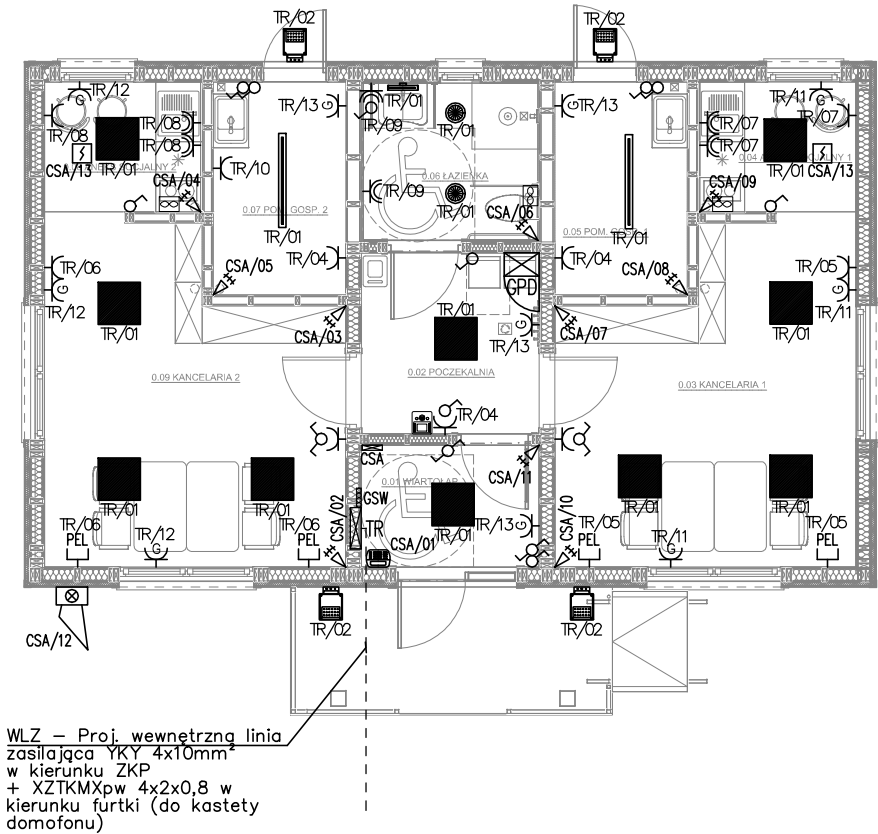 TR/02
TR/02
TR/12
TR/08
TR/08
TR/08
TR/01
CSA/13
CSA/04
TR/10
0.07 POM. GOSP. 2
TR/01
TR/13
TR/04
CSA/05
TR/01
TR/09
TR/01
TR/09
0.06 ŁAZIENKA
TR/01
CSA/06
TR/13
TR/04
0.05 POM.
TR/01
CSA/08
TR/07
TR/07
TR/11
TR/07
0.04
1
TR/01
CSA/13
CSA/09
TR/06
TR/12
TR/01
CSA/03
GPD
TR/01
TR/13
CSA/07
TR/01
TR/05
TR/11
0.09 KANCELARIA 2
0.02 POCZEKALNIA
0.03 KANCELARIA 1
TR/04
CSA
CSA/11
0.01 WIATROŁAP
GSW
TR
CSA/02
CSA/01
TR/01
TR/13
CSA/10
TR/01
TR/01
TR/01
TR/01
TR/06
PEL
TR/12
G
TR/06
PEL
TR/05
PEL
TR/11
G
TR/05
PEL
CSA/12
TR/02
TR/02
WLZ – Proj. wewnętrzna linia
zasilająca YKY 4x10mm²
w kierunku ZKP
+ XZTKMXpw 4x2x0,8 w
kierunku furtki (do kastety
domofonu)